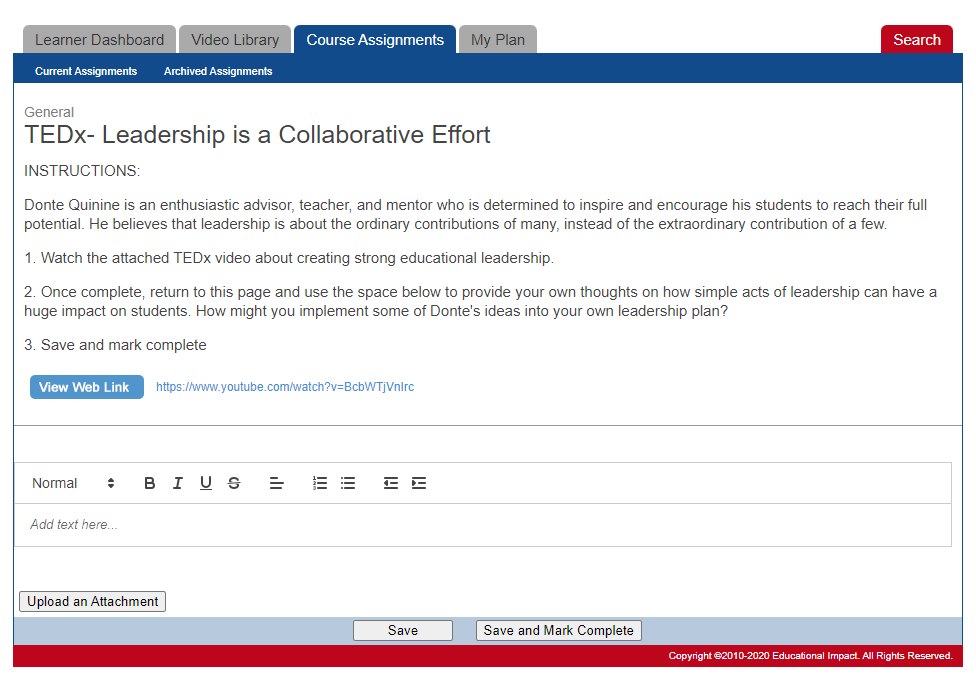 Learner Dashboard Video Library Course Assignments My Plan Search
Current Assignments Archived Assignments
General
TEDx- Leadership is a Collaborative Effort
INSTRUCTIONS:
Donte Quinine is an enthusiastic advisor, teacher, and mentor who is determined to inspire and encourage his students to reach their full
potential. He believes that leadership is about the ordinary contributions of many, instead of the extraordinary contribution of a few.
1. Watch the attached TEDx video about creating strong educational leadership.
2. Once complete, return to this page and use the space below to provide your own thoughts on how simple acts of leadership can have a
huge impact on students. How might you implement some of Donte's ideas into your own leadership plan?
3. Save and mark complete
View Web Link https://www.youtube.com/watch?v=BcbWTjVnIrc
Normal B I U S
Add text here...
Upload an Attachment
Save Save and Mark Complete
Copyright ©2010-2020 Educational Impact. All Rights Reserved.